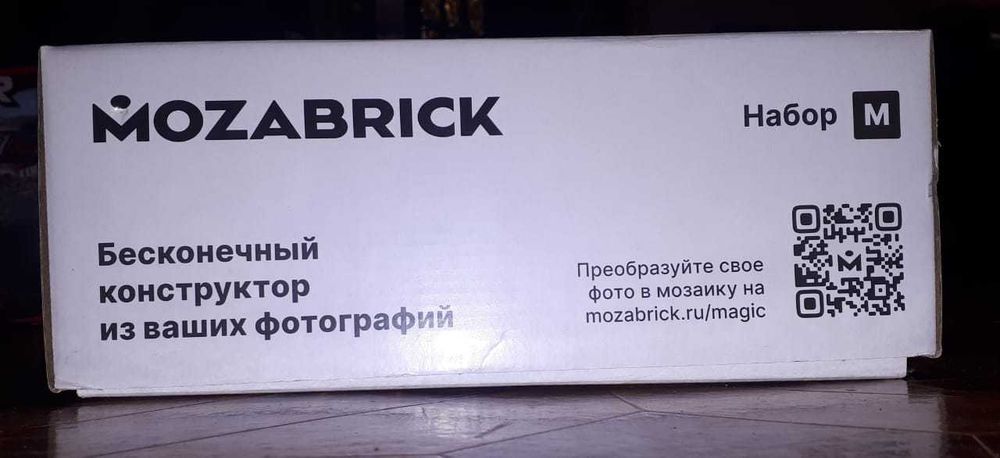 MOZABRICK
Набор M
Бесконечный
конструктор
из ваших фотографий
Преобразуйте свое
фото в мозаику на
mozabrick.ru/magic
M